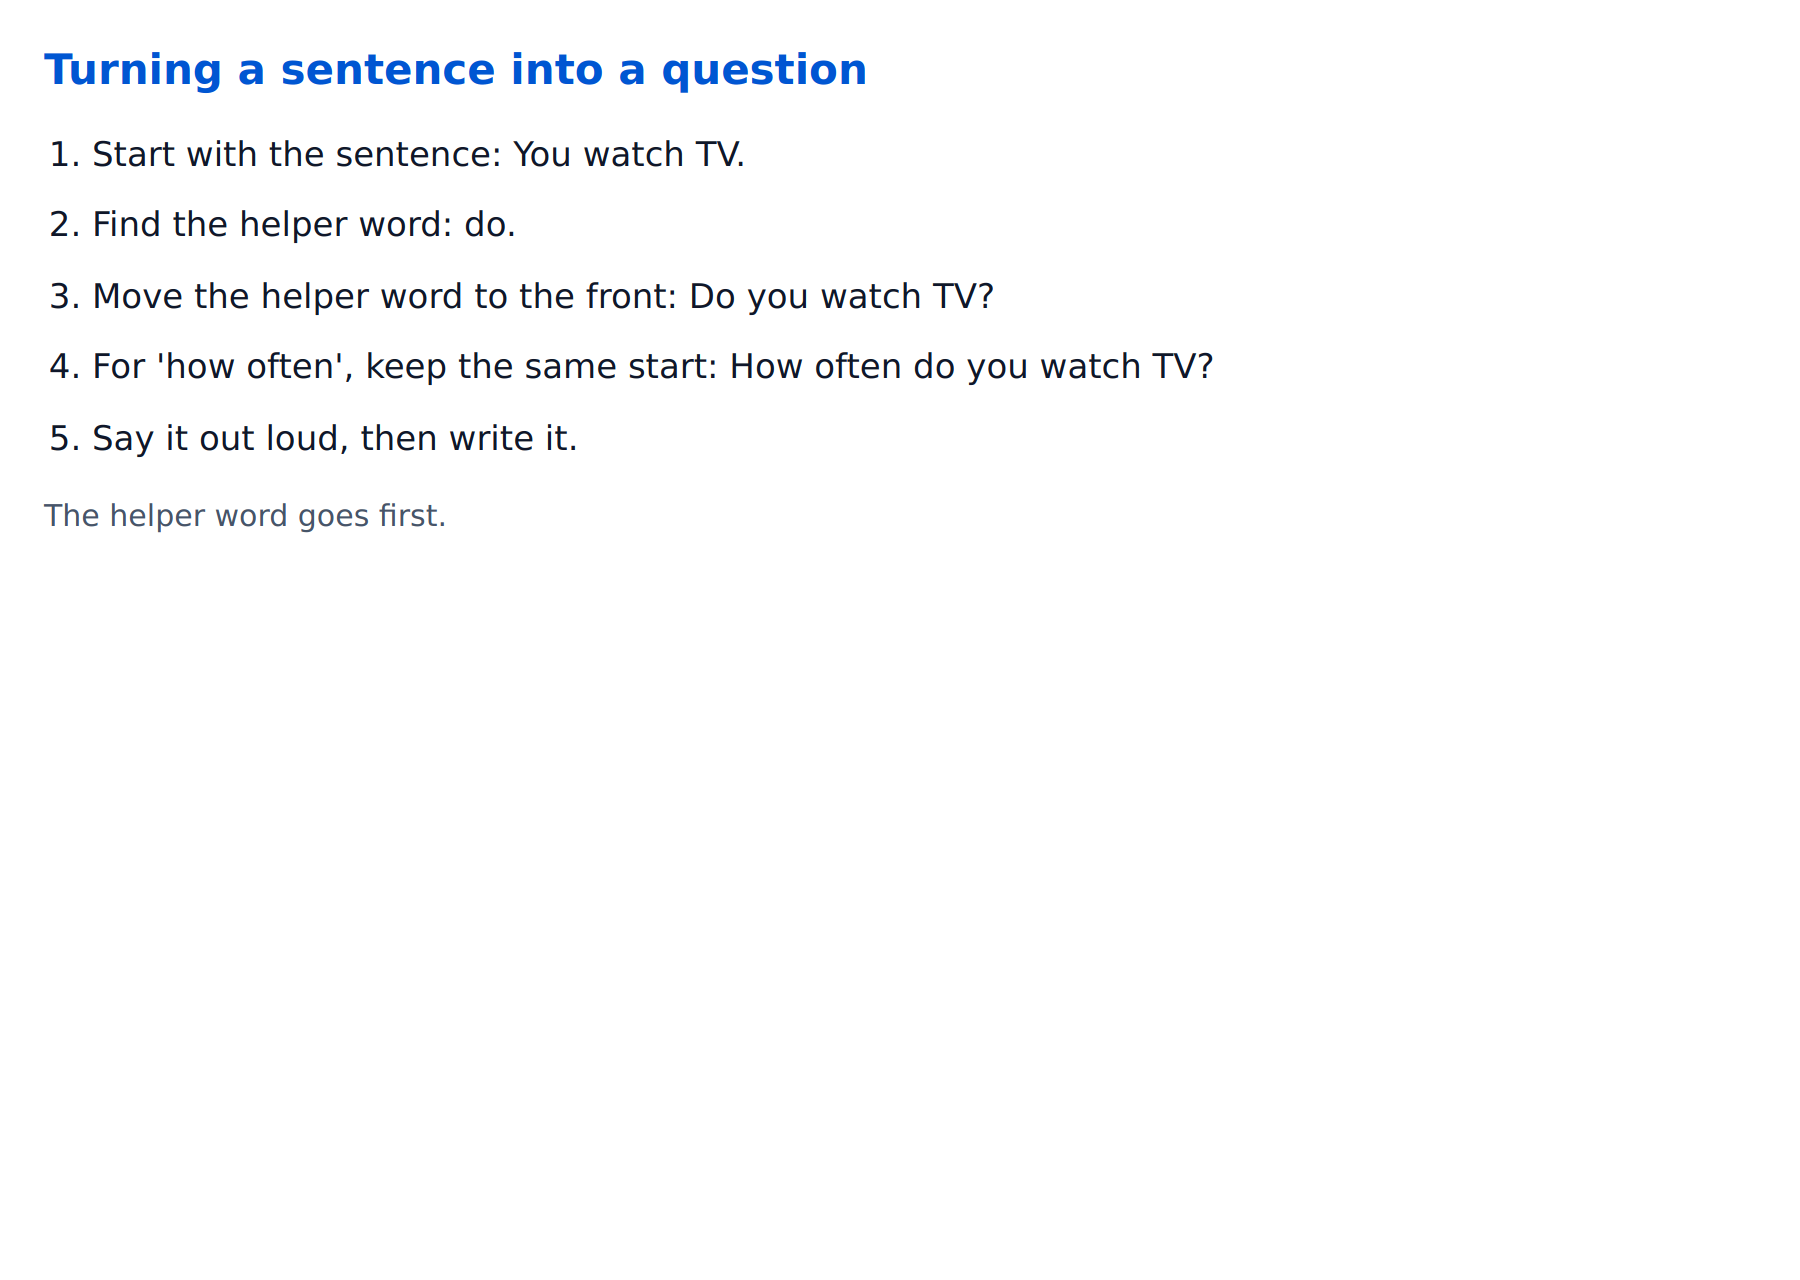 Turning a sentence into a question
1. Start with the sentence: You watch TV.
2. Find the helper word: do.
3. Move the helper word to the front: Do you watch TV?
4. For 'how often', keep the same start: How often do you watch TV?
5. Say it out loud, then write it.
The helper word goes first.